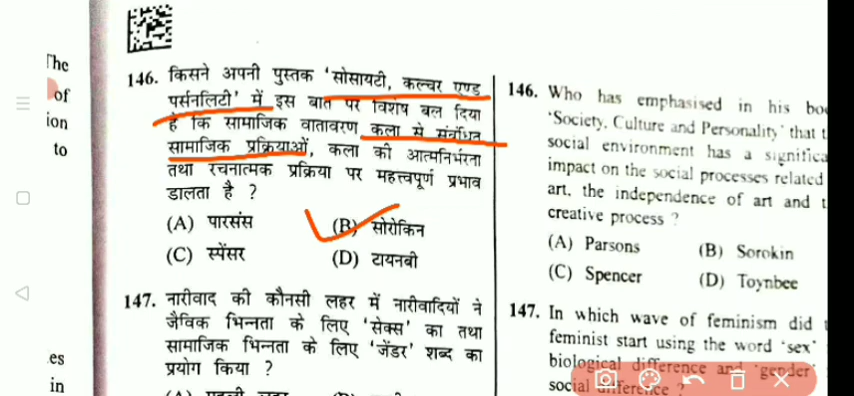 The
of
ion
to
es
in
146. किसने अपनी पुस्तक 'सोसायटी, कल्चर एण्ड
पर्सनलिटी' में इस बात पर विशेष बल दिया
है कि सामाजिक वातावरण कला से संबंधित
सामाजिक प्रक्रियाओं, कला की आत्मनिर्भरता
तथा रचनात्मक प्रक्रिया पर महत्त्वपूर्ण प्रभाव
डालता है ?
(A) पारसंस (B) सोरोकिन
(C) स्पेंसर (D) टायनबी
147. नारीवाद की कौनसी लहर में नारीवादियों ने
जैविक भिन्नता के लिए 'सेक्स' का तथा
सामाजिक भिन्नता के लिए 'जेंडर' शब्द का
प्रयोग किया ?
146. Who has emphasised in his
'Society, Culture and Personality' that
social environment has a
impact on the social processes related
art, the independence of art and
creative process ?
(A) Parsons (B) Sorokin
(C) Spencer (D) Toynbee
147. In which wave of feminism did
feminist start using the word 'sex'
biological difference and 'gender'
social difference ?